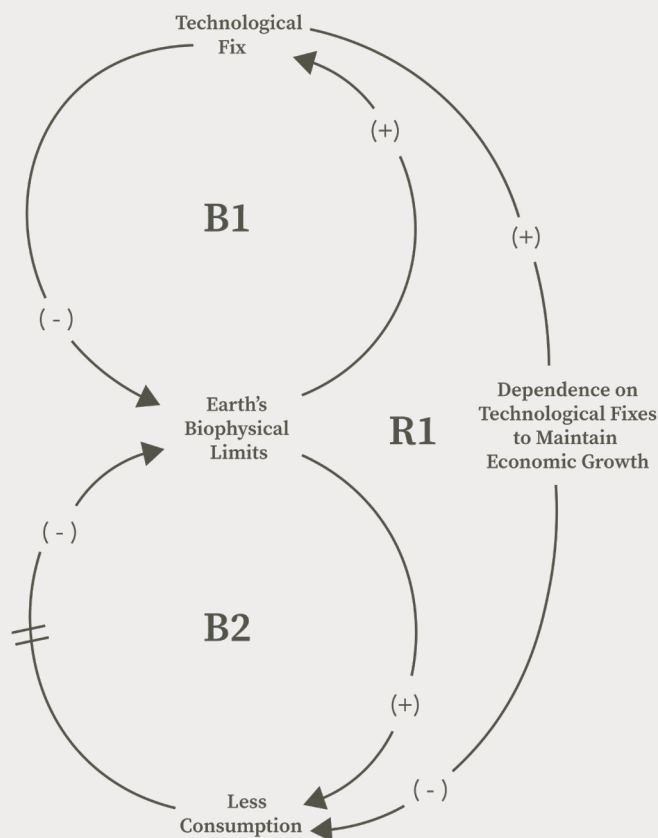 Technological
Fix
(+)
B1
(+)
( - )
Earth’s
Biophysical
Limits
R1
Dependence on
Technological Fixes
to Maintain
Economic Growth
( - )
B2
(+)
( - )
Less
Consumption